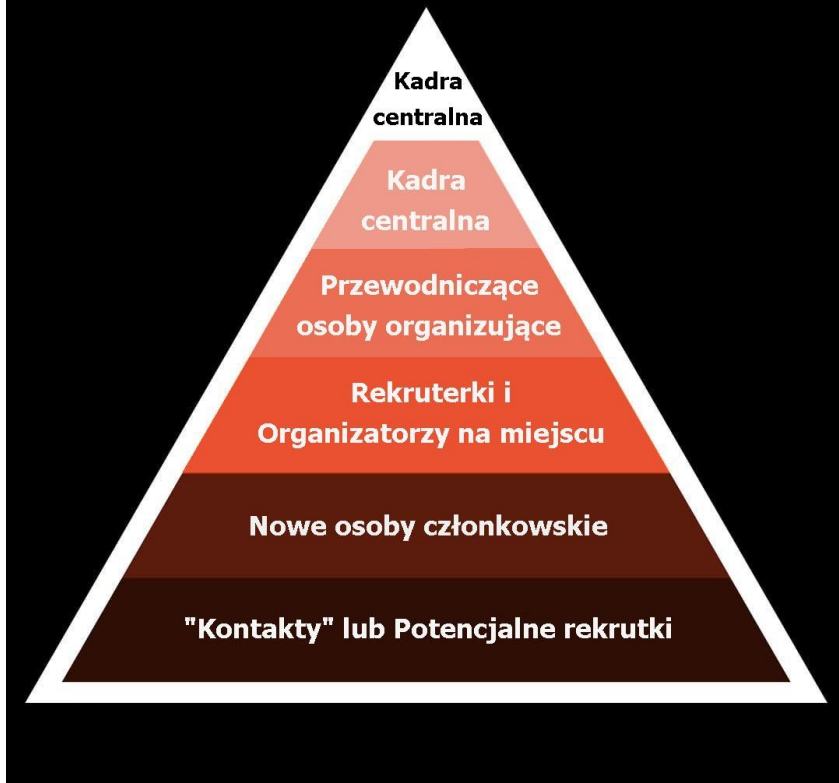 Kadra
centralna
Kadra
centralna
Przewodniczące
osoby organizujące
Rekruterki i
Organizatorzy na miejscu
Nowe osoby członkowskie
"Kontakty" lub Potencjalne rekrutki